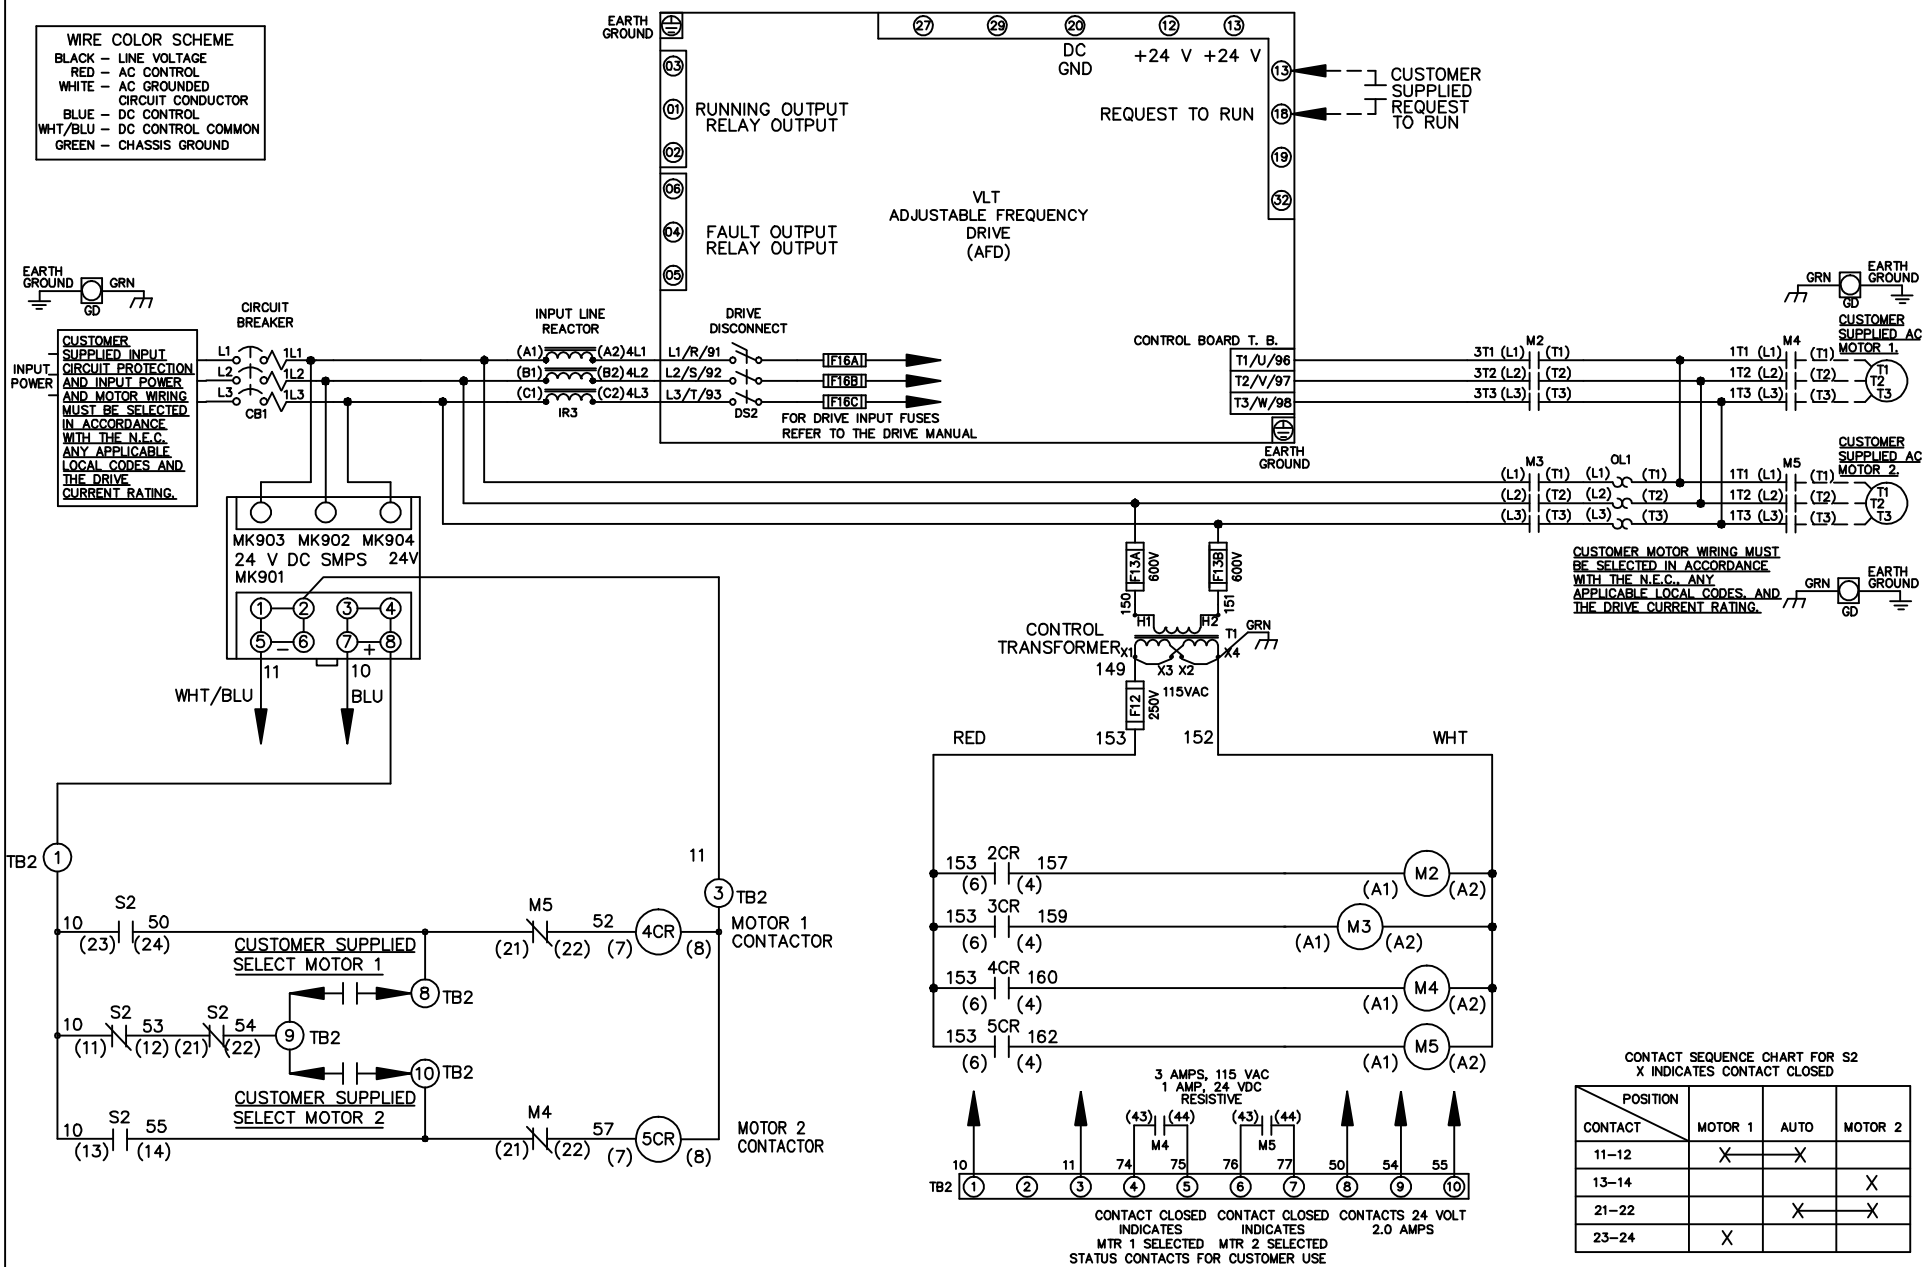 WIRE COLOR SCHEME
BLACK – LINE VOLTAGE
RED – AC CONTROL
WHITE – AC GROUNDED
CIRCUIT CONDUCTOR
BLUE – DC CONTROL
WHT/BLU – DC CONTROL COMMON
GREEN – CHASSIS GROUND
EARTH
GROUND
27 29 20 12 13
DC
GND
+24 V +24 V
03
01
02
RUNNING OUTPUT
RELAY OUTPUT
06
04
05
FAULT OUTPUT
RELAY OUTPUT
13
REQUEST TO RUN 18
19
32
CUSTOMER
SUPPLIED
REQUEST
TO RUN
VLT
ADJUSTABLE FREQUENCY
DRIVE
(AFD)
EARTH
GROUND
GRN
GD
INPUT
POWER
CUSTOMER
SUPPLIED INPUT
CIRCUIT PROTECTION
AND INPUT POWER
AND MOTOR WIRING
MUST BE SELECTED
IN ACCORDANCE
WITH THE N.E.C.
ANY APPLICABLE
LOCAL CODES AND
THE DRIVE
CURRENT RATING.
CIRCUIT
BREAKER
L1 1L1
L2 1L2
L3 1L3
CB1
INPUT LINE
REACTOR
(A1) (A2) 4L1
(B1) (B2) 4L2
(C1) (C2) 4L3
IR3
DRIVE
DISCONNECT
L1/R/91
L2/S/92
L3/T/93
DS2
F16A
F16B
F16C
FOR DRIVE INPUT FUSES
REFER TO THE DRIVE MANUAL
CONTROL BOARD T. B.
T1/U/96
T2/V/97
T3/W/98
EARTH
GROUND
M2
3T1 (L1) (T1)
3T2 (L2) (T2)
3T3 (L3) (T3)
M4
1T1 (L1) (T1)
1T2 (L2) (T2)
1T3 (L3) (T3)
T1
T2
T3
GRN
GD
EARTH
GROUND
CUSTOMER
SUPPLIED AC
MOTOR 1.
M3 OL1
(L1) (T1) (L1) (T1)
(L2) (T2) (L2) (T2)
(L3) (T3) (L3) (T3)
M5
1T1 (L1) (T1)
1T2 (L2) (T2)
1T3 (L3) (T3)
T1
T2
T3
CUSTOMER
SUPPLIED AC
MOTOR 2.
CUSTOMER MOTOR WIRING MUST
BE SELECTED IN ACCORDANCE
WITH THE N.E.C., ANY
APPLICABLE LOCAL CODES, AND
THE DRIVE CURRENT RATING.
GRN
GD
EARTH
GROUND
MK903 MK902 MK904
24 V DC SMPS 24V
MK901
1 2 3 4
5 – 6 7 + 8
11 10
WHT/BLU BLU
F13A 600V
F13B 600V
150 151
H1 H2
CONTROL
TRANSFORMER
T1 GRN
X1 X3 X2 X4
149
115VAC
F12 250V
153 152
RED WHT
TB2 1
11
3 TB2
10 S2 50
(23) (24)
M5 52
(21) (22) (7) 4CR (8)
MOTOR 1
CONTACTOR
CUSTOMER SUPPLIED
SELECT MOTOR 1
8 TB2
10 S2 53 S2 54
(11) (12) (21) (22)
9 TB2
10 TB2
CUSTOMER SUPPLIED
SELECT MOTOR 2
10 S2 55
(13) (14)
M4 57
(21) (22) (7) 5CR (8)
MOTOR 2
CONTACTOR
153 2CR 157
(6) (4) (A1) M2 (A2)
153 3CR 159
(6) (4) (A1) M3 (A2)
153 4CR 160
(6) (4) (A1) M4 (A2)
153 5CR 162
(6) (4) (A1) M5 (A2)
3 AMPS, 115 VAC
1 AMP, 24 VDC
RESISTIVE
(43) (44) (43) (44)
M4 M5
10 11 74 75 76 77 50 54 55
TB2 1 2 3 4 5 6 7 8 9 10
CONTACT CLOSED
INDICATES
MTR 1 SELECTED
CONTACT CLOSED
INDICATES
MTR 2 SELECTED
CONTACTS 24 VOLT
2.0 AMPS
STATUS CONTACTS FOR CUSTOMER USE
CONTACT SEQUENCE CHART FOR S2
X INDICATES CONTACT CLOSED
POSITION
CONTACT MOTOR 1 AUTO MOTOR 2
11–12 X X
13–14 X
21–22 X X
23–24 X